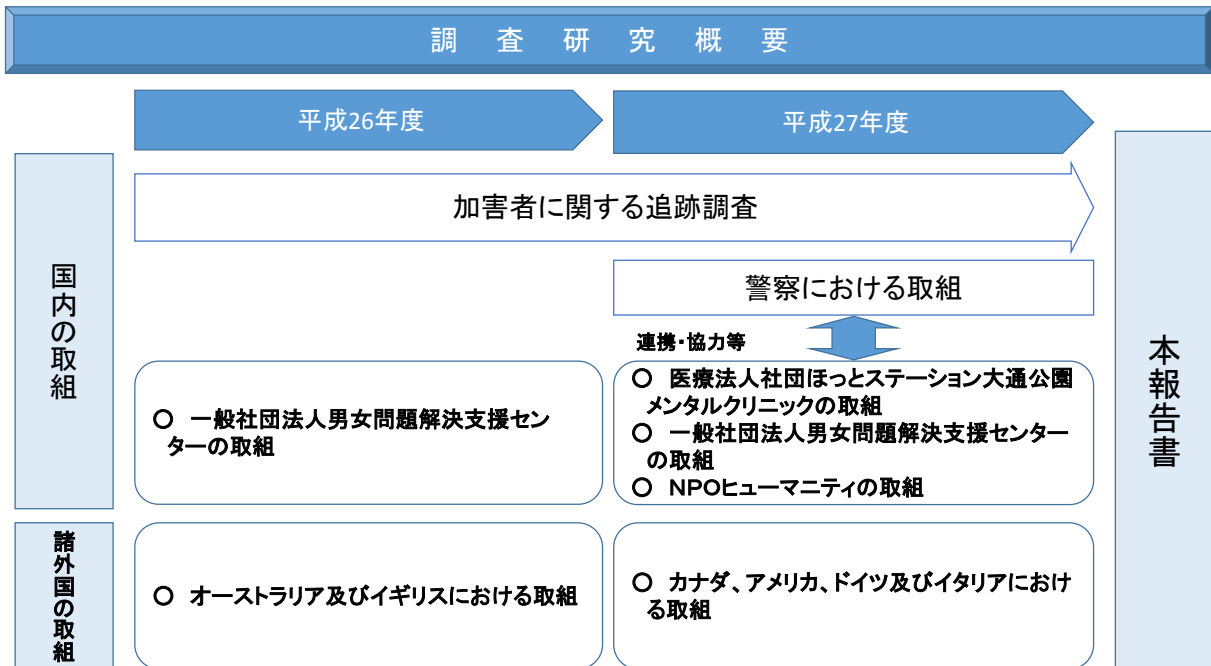 調査研究概要
平成26年度
平成27年度
国内の取組
加害者に関する追跡調査
警察における取組
連携・協力等
○ 一般社団法人男女問題解決支援セン
ターの取組
○ 医療法人社団ほっとステーション大通公園
メンタルクリニックの取組
○ 一般社団法人男女問題解決支援センター
の取組
○ NPOヒューマニティの取組
諸外国の取組
○ オーストラリア及びイギリスにおける取組
○ カナダ、アメリカ、ドイツ及びイタリアにおけ
る取組
本報告書